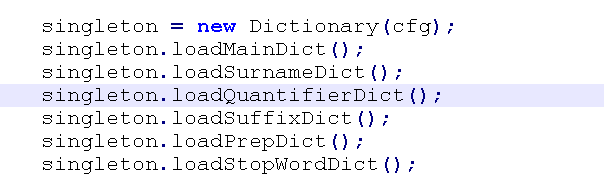 singleton = new Dictionary(cfg);
singleton.loadMainDict();
singleton.loadSurnameDict();
singleton.loadQuantifierDict();
singleton.loadSuffixDict();
singleton.loadPrepDict();
singleton.loadStopWordDict();